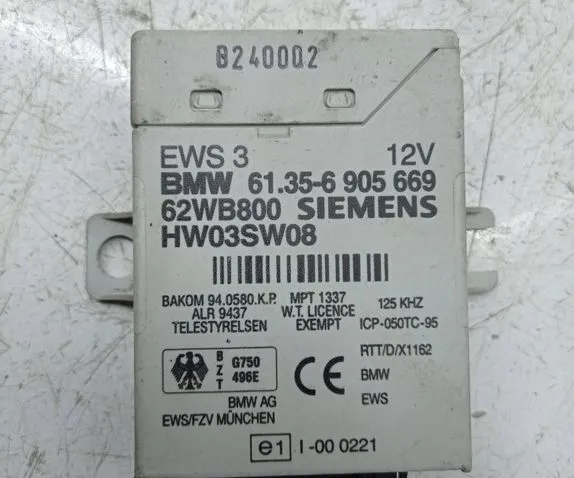 8240002
EWS 3 12V
BMW 61.35-6 905 669
62WB800 SIEMENS
HW03SW08
BAKOM 94.0580.K.P. MPT 1337 125 KHZ
ALR 9437 W.T. LICENCE
TELESTYRELSEN EXEMPT ICP-050TC-95
RTT/D/X1162
B Z T G750 496E CE BMW
BMW AG EWS
EWS/FZV MÜNCHEN
e1 I-00 0221